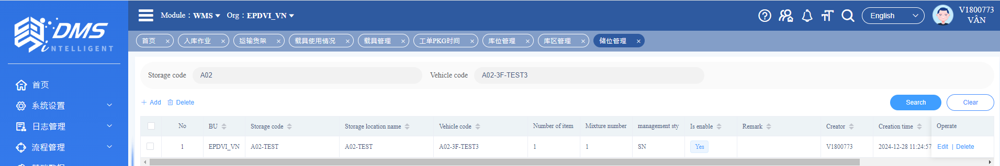 DMS
iNTELLIGENT
首页
系统设置
日志管理
流程管理
Module：WMS
Org：EPDVI_VN
English
V1800773
VÂN
首页 ×
入库作业 ×
运输货架 ×
载具使用情况 ×
载具管理 ×
工单PKG时间 ×
库位管理 ×
库区管理 ×
储位管理 ×
Storage code A02 Vehicle code A02-3F-TEST3
+ Add Delete Search Clear
No BU Storage code Storage location name Vehicle code Number of item Mixture number management sty Is enable Remark Creator Creation time Operate
1 EPDVI_VN A02-TEST A02-TEST A02-3F-TEST3 1 1 SN Yes V1800773 2024-12-28 11:24:57 Edit | Delete